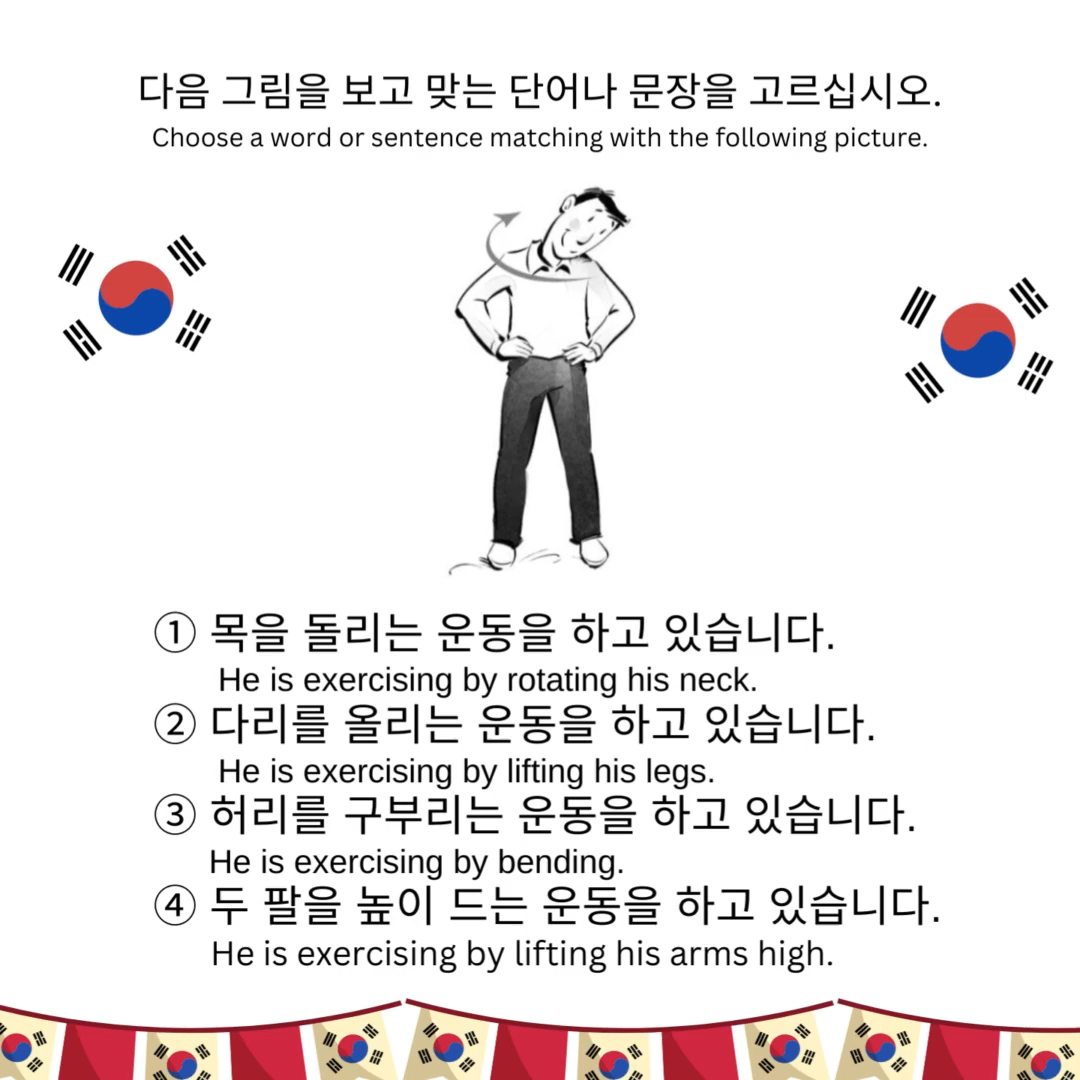 다음 그림을 보고 맞는 단어나 문장을 고르십시오.
Choose a word or sentence matching with the following picture.
① 목을 돌리는 운동을 하고 있습니다.
He is exercising by rotating his neck.
② 다리를 올리는 운동을 하고 있습니다.
He is exercising by lifting his legs.
③ 허리를 구부리는 운동을 하고 있습니다.
He is exercising by bending.
④ 두 팔을 높이 드는 운동을 하고 있습니다.
He is exercising by lifting his arms high.